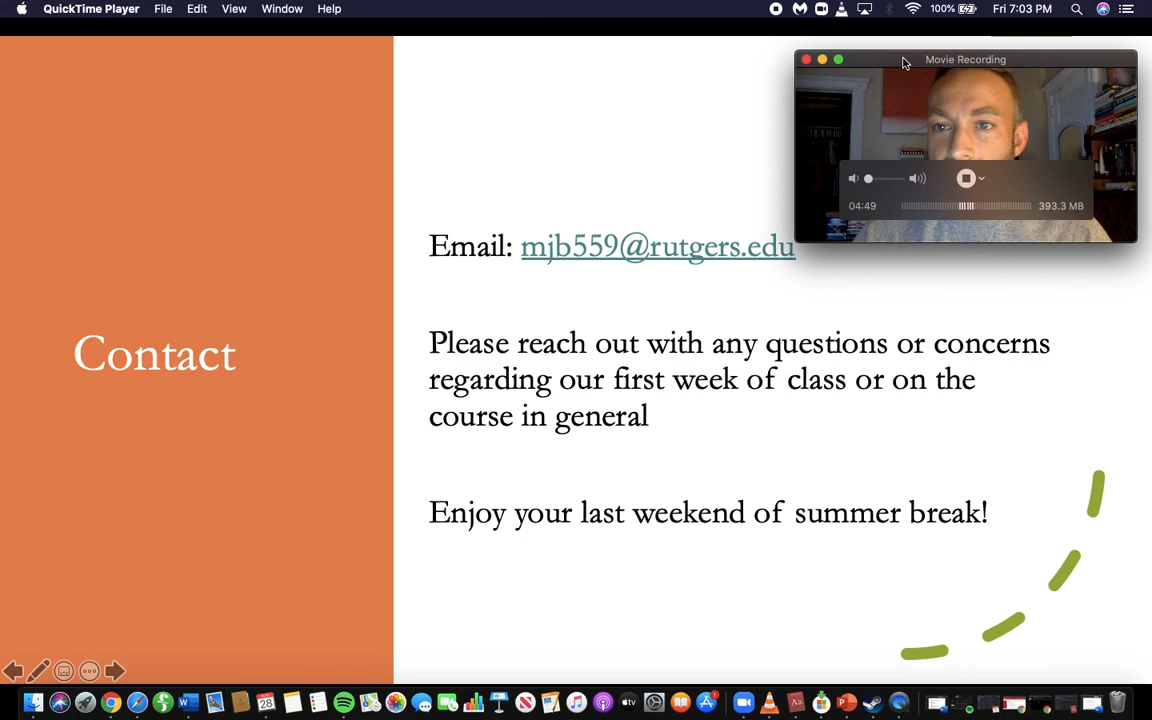 QuickTime Player File Edit View Window Help 100% Fri 7:03 PM
Movie Recording
04:49 393.3 MB
Email: mjb559@rutgers.edu
Contact
Please reach out with any questions or concerns
regarding our first week of class or on the
course in general
Enjoy your last weekend of summer break!
28
tv